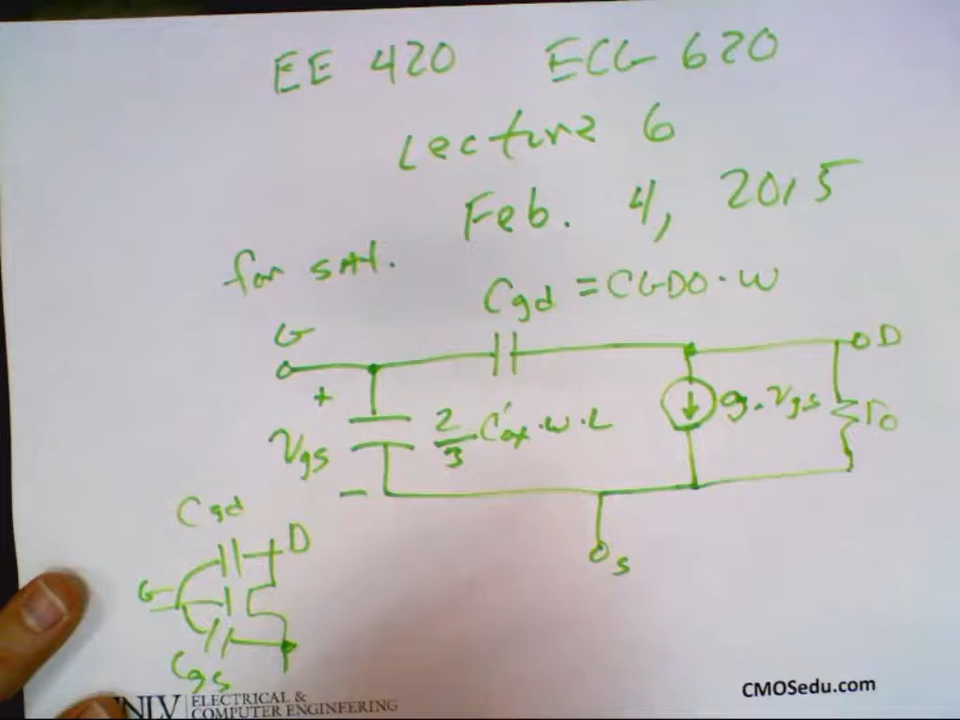 EE 420 ECG 620
Lecture 6
Feb. 4, 2015
for SAT.
Cgd = CGDO · W
G
D
+
Vgs
2/3 C'ox · W · L
gm Vgs
ro
−
S
Cgd
D
G
Cgs
UNLV ELECTRICAL &
COMPUTER ENGINEERING
CMOSedu.com